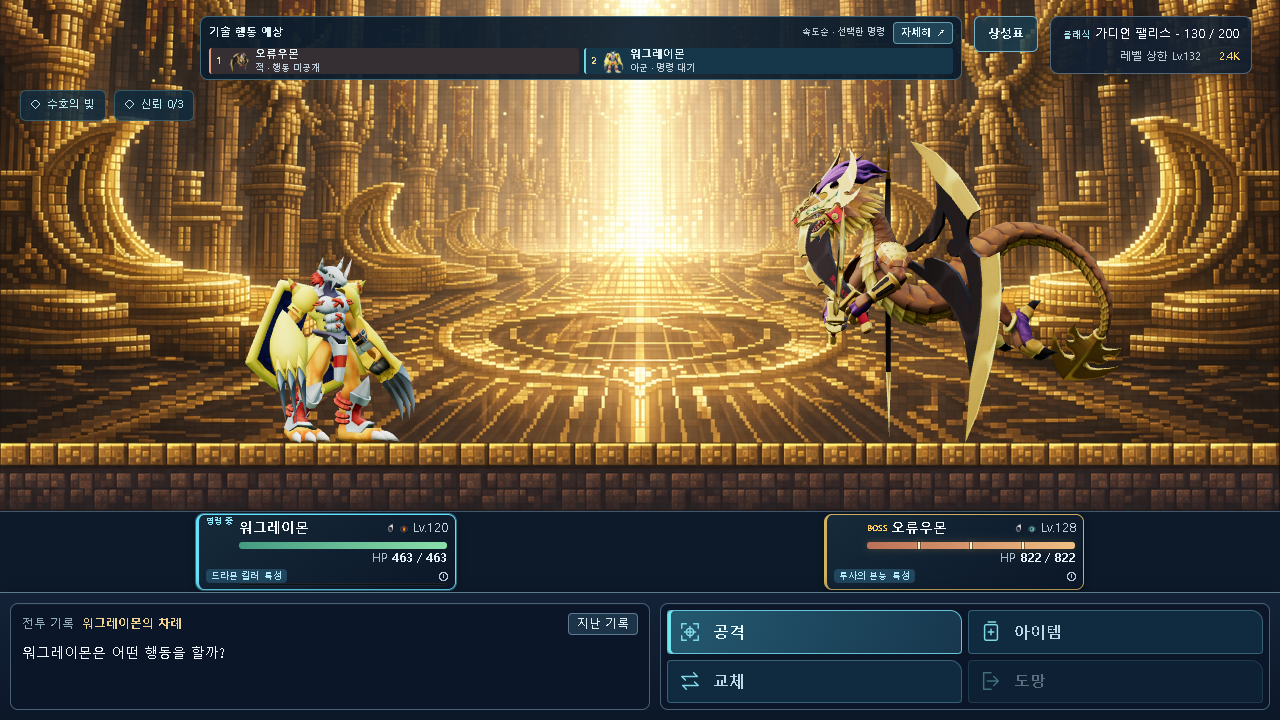 기술 행동 예상
속도순 · 선택한 명령
자세히 ↗
1 오류우몬
적 · 행동 미공개
2 워그레이몬
아군 · 명령 대기
상성표
클래식 가디언 팰리스 - 130 / 200
레벨 상한 Lv.132 24K
◇ 수호의 빛
◇ 신뢰 0/3
명령 중 워그레이몬 Lv.120
HP 463 / 463
드라몬 킬러 특성
BOSS 오류우몬 Lv.128
HP 822 / 822
투사의 본능 특성
전투 기록 워그레이몬의 차례
지난 기록
워그레이몬은 어떤 행동을 할까?
공격
아이템
교체
도망